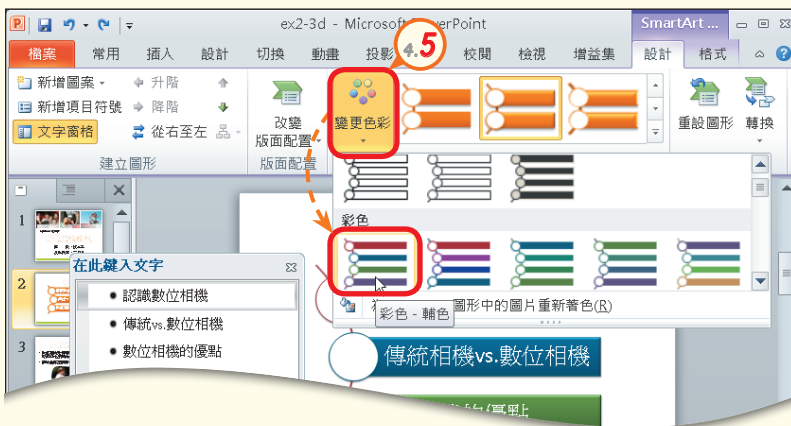 ex2-3d - Microsoft PowerPoint
SmartArt ...
檔案 常用 插入 設計 切換 動畫 投影 校閱 檢視 增益集 設計 格式
4.5
新增圖案 升階
新增項目符號 降階
文字窗格 從右至左
建立圖形
改變
版面配置
版面配置
變更色彩
重設圖形 轉換
彩色
圖形中的圖片重新著色(R)
彩色 - 輔色
1
2
3
在此鍵入文字
• 認識數位相機
• 傳統vs.數位相機
• 數位相機的優點
傳統相機vs.數位相機
的優點